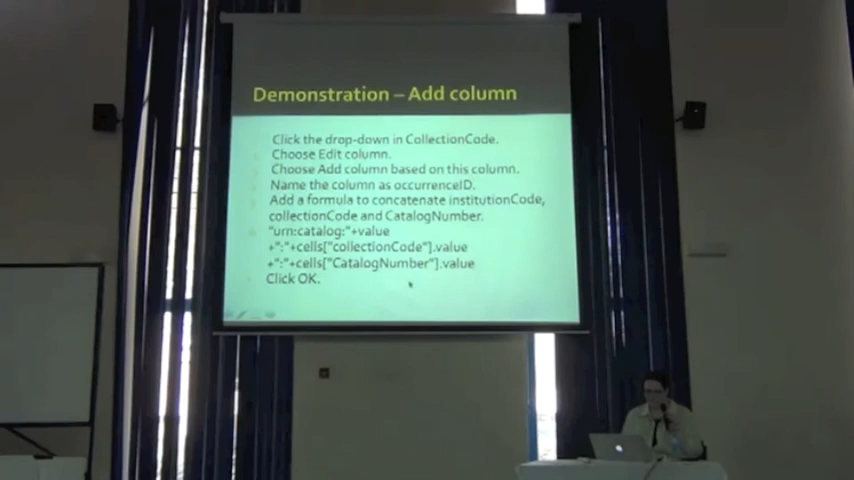 Demonstration – Add column
Click the drop-down in CollectionCode.
Choose Edit column.
Choose Add column based on this column.
Name the column as occurrenceID.
Add a formula to concatenate institutionCode,
collectionCode and CatalogNumber.
"urn:catalog:"+value
+":"+cells["collectionCode"].value
+":"+cells["CatalogNumber"].value
Click OK.